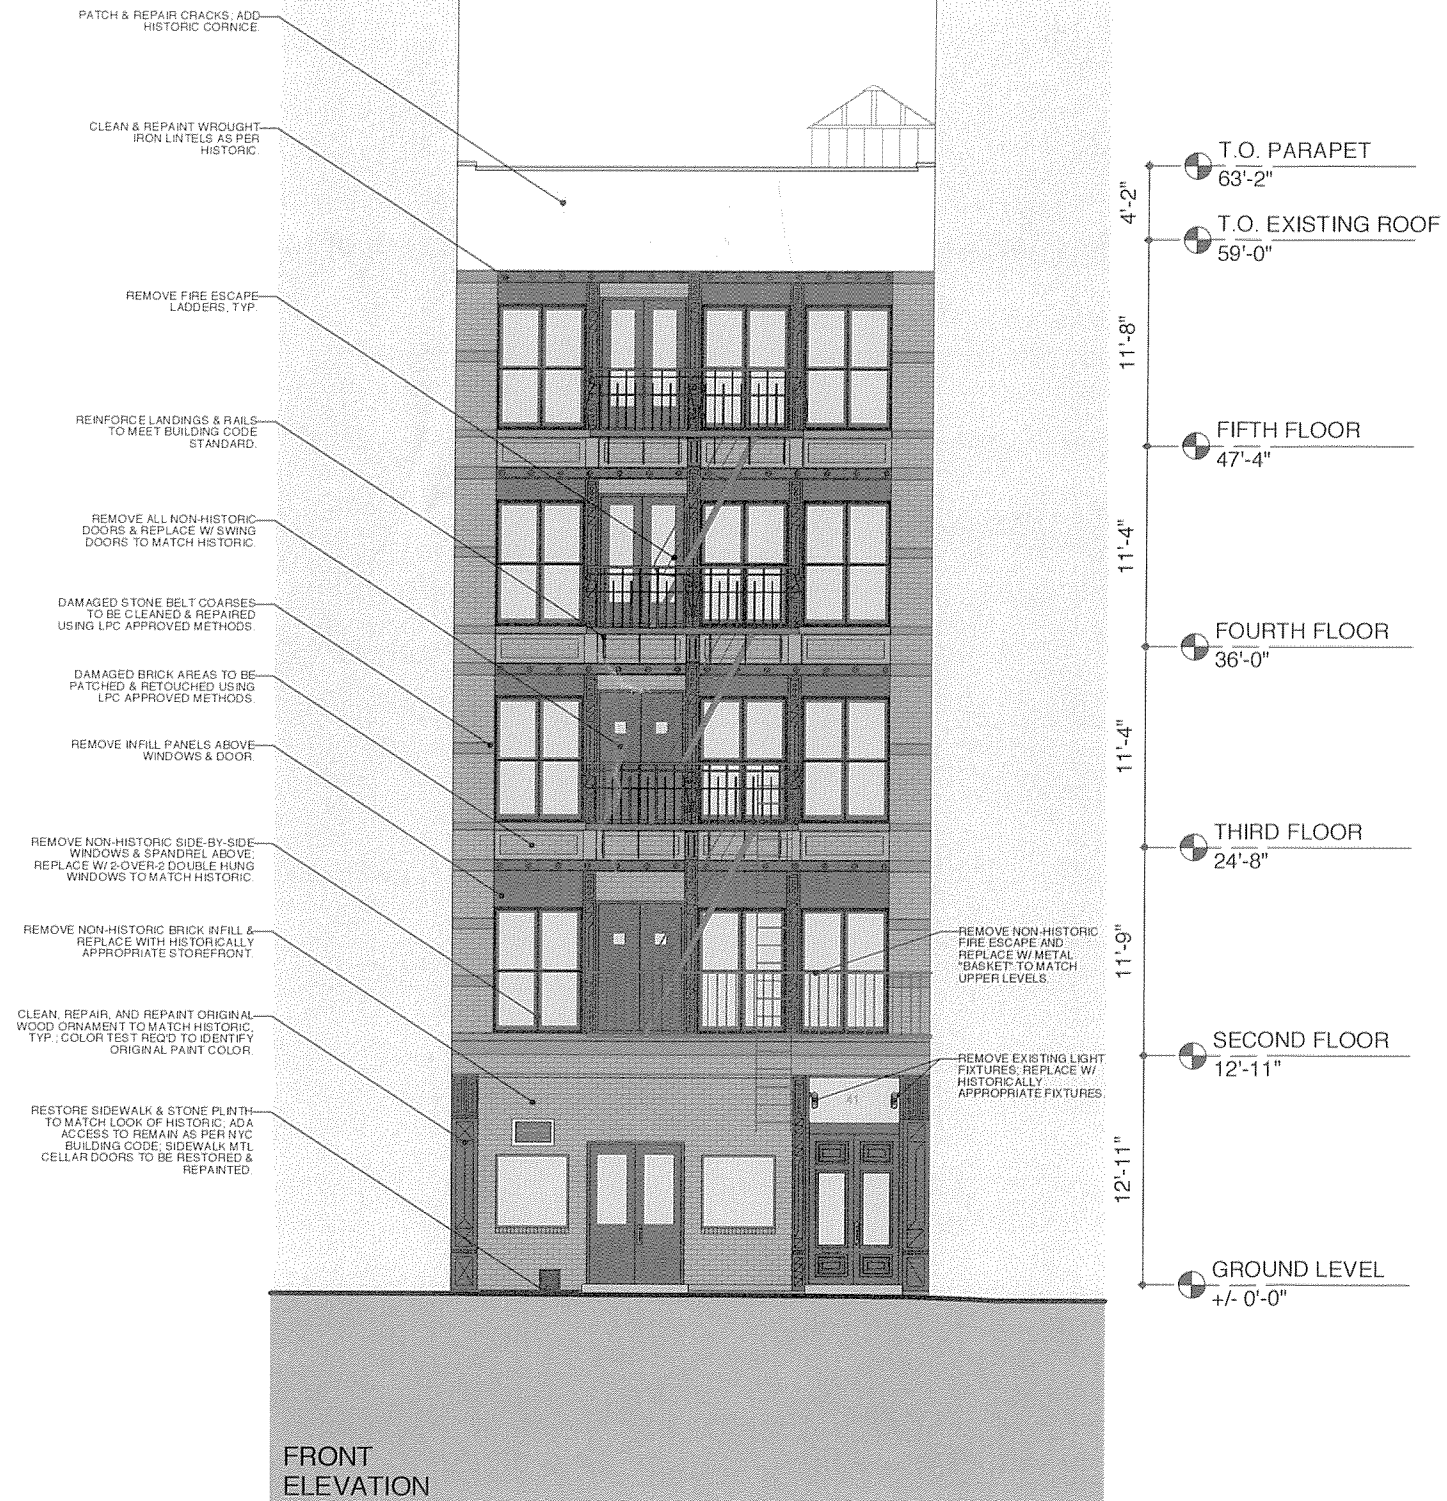 PATCH & REPAIR CRACKS; ADD
HISTORIC CORNICE.
CLEAN & REPAINT WROUGHT
IRON LINTELS AS PER
HISTORIC.
REMOVE FIRE ESCAPE
LADDERS, TYP.
REINFORCE LANDINGS & RAILS
TO MEET BUILDING CODE
STANDARD.
REMOVE ALL NON-HISTORIC
DOORS & REPLACE W/ SWING
DOORS TO MATCH HISTORIC.
DAMAGED STONE BELT COARSES
TO BE CLEANED & REPAIRED
USING LPC APPROVED METHODS.
DAMAGED BRICK AREAS TO BE
PATCHED & RETOUCHED USING
LPC APPROVED METHODS.
REMOVE INFILL PANELS ABOVE
WINDOWS & DOOR.
REMOVE NON-HISTORIC SIDE-BY-SIDE
WINDOWS & SPANDREL ABOVE;
REPLACE W/ 2-OVER-2 DOUBLE HUNG
WINDOWS TO MATCH HISTORIC.
REMOVE NON-HISTORIC BRICK INFILL &
REPLACE WITH HISTORICALLY
APPROPRIATE STOREFRONT.
CLEAN, REPAIR, AND REPAINT ORIGINAL
WOOD ORNAMENT TO MATCH HISTORIC,
TYP.; COLOR TEST REQ'D TO IDENTIFY
ORIGINAL PAINT COLOR.
RESTORE SIDEWALK & STONE PLINTH
TO MATCH LOOK OF HISTORIC; ADA
ACCESS TO REMAIN AS PER NYC
BUILDING CODE; SIDEWALK MTL
CELLAR DOORS TO BE RESTORED &
REPAINTED.
REMOVE NON-HISTORIC
FIRE ESCAPE AND
REPLACE W/ METAL
"BASKET" TO MATCH
UPPER LEVELS.
REMOVE EXISTING LIGHT
FIXTURES; REPLACE W/
HISTORICALLY
APPROPRIATE FIXTURES.
41
T.O. PARAPET
63'-2"
4'-2"
T.O. EXISTING ROOF
59'-0"
11'-8"
FIFTH FLOOR
47'-4"
11'-4"
FOURTH FLOOR
36'-0"
11'-4"
THIRD FLOOR
24'-8"
11'-9"
SECOND FLOOR
12'-11"
12'-11"
GROUND LEVEL
+/- 0'-0"
FRONT
ELEVATION